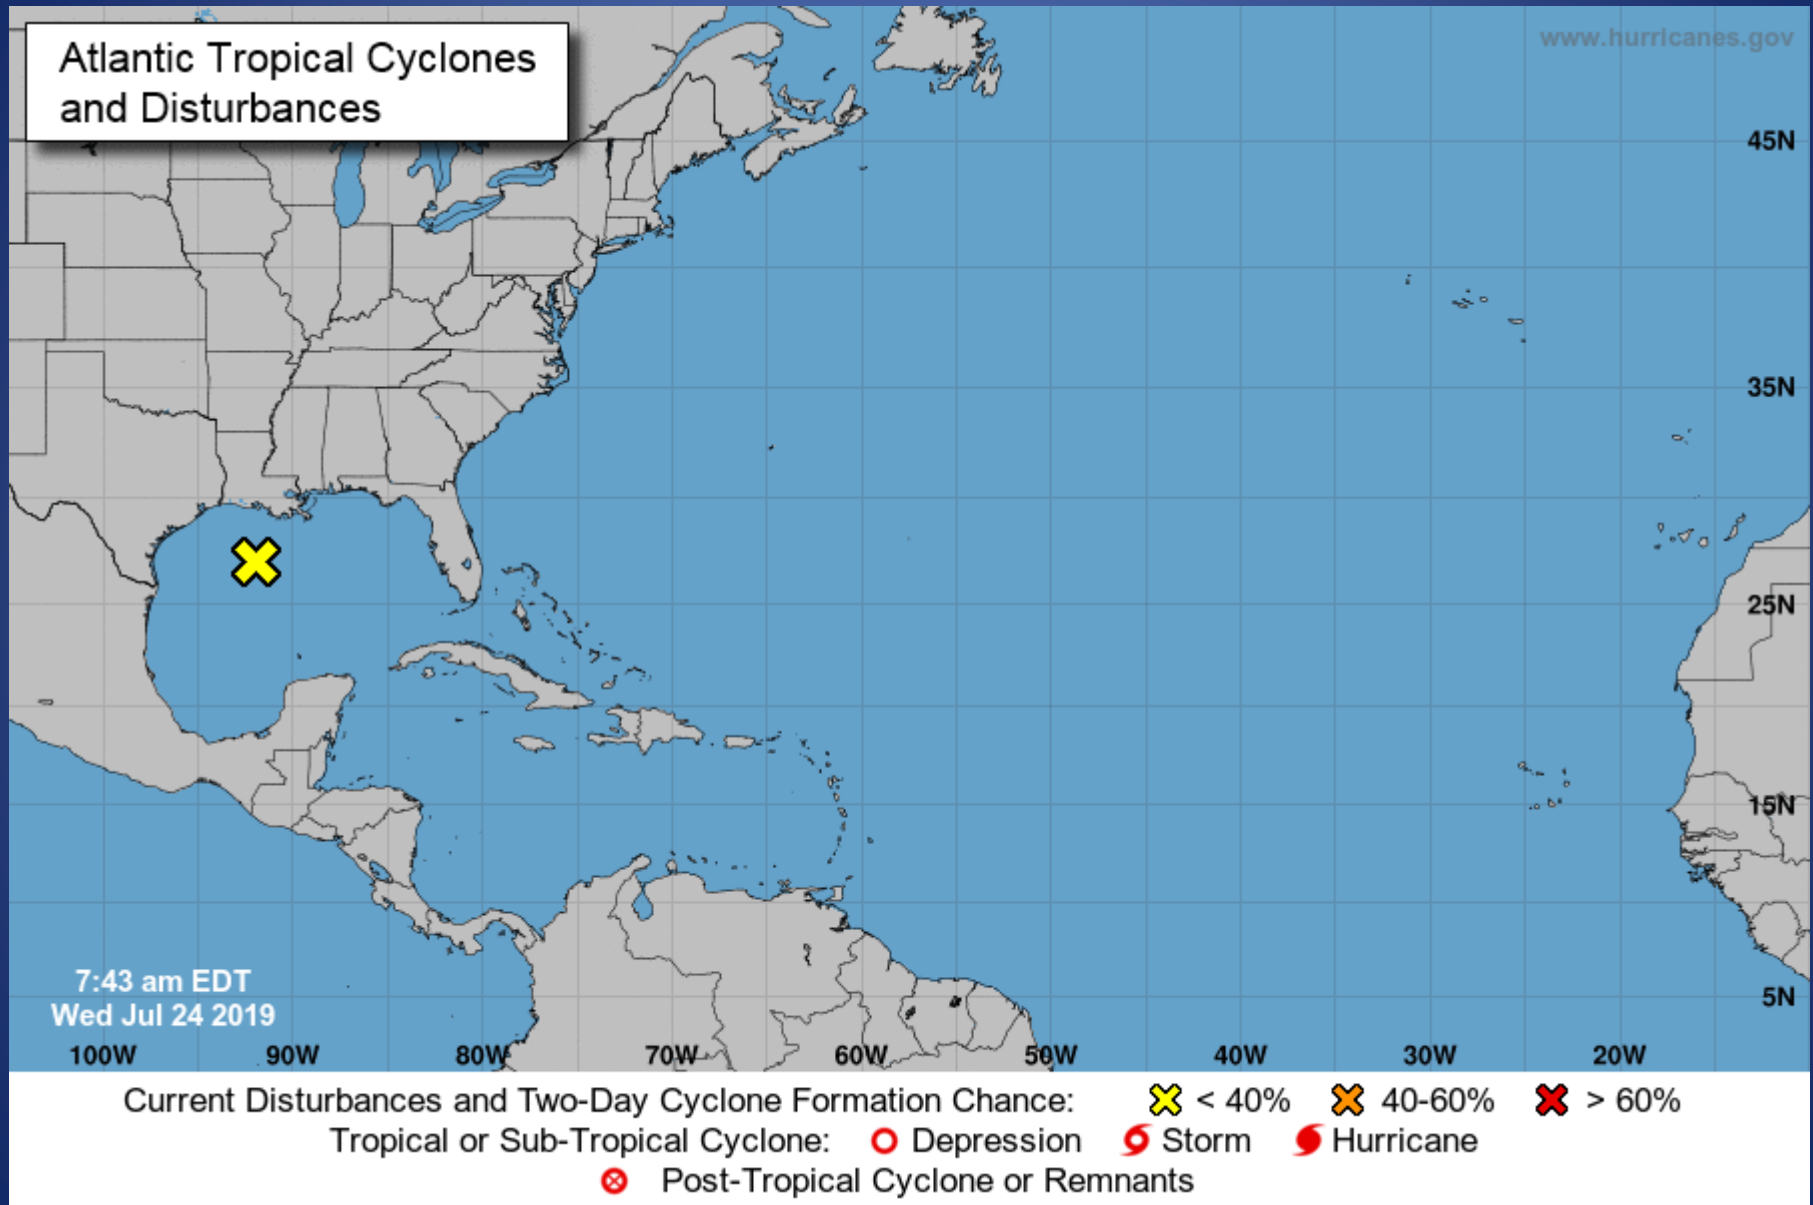 Atlantic Tropical Cyclones
and Disturbances
www.hurricanes.gov
45N
35N
25N
15N
5N
7:43 am EDT
Wed Jul 24 2019
100W 90W 80W 70W 60W 50W 40W 30W 20W
Current Disturbances and Two-Day Cyclone Formation Chance: < 40% 40-60% > 60%
Tropical or Sub-Tropical Cyclone: Depression Storm Hurricane
Post-Tropical Cyclone or Remnants